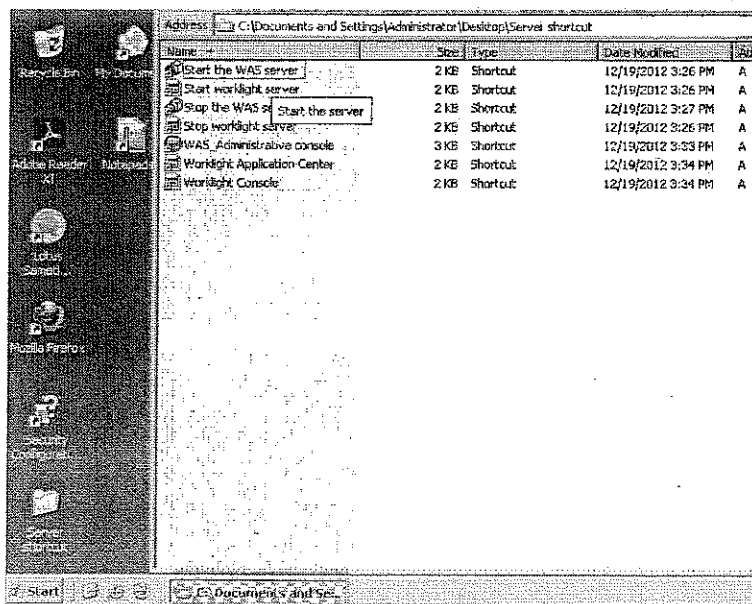 Address C:\Documents and Settings\Administrator\Desktop\Server shortcut
Name Size Type Date Modified
Start the WAS server 2 KB Shortcut 12/19/2012 3:26 PM A
Start worklight server 2 KB Shortcut 12/19/2012 3:26 PM A
Stop the WAS se 2 KB Shortcut 12/19/2012 3:27 PM A
Start the server
Stop worklight server 2 KB Shortcut 12/19/2012 3:26 PM A
WAS_Administrative console 3 KB Shortcut 12/19/2012 3:33 PM A
Worklight Application Center 2 KB Shortcut 12/19/2012 3:34 PM A
Worklight Console 2 KB Shortcut 12/19/2012 3:34 PM A
Recycle Bin
My Docum
Adobe Reader
XI
Notepad
Lotus
Mozilla Firefox
Security
Server
shortcut
Start
C:\Documents and Se...